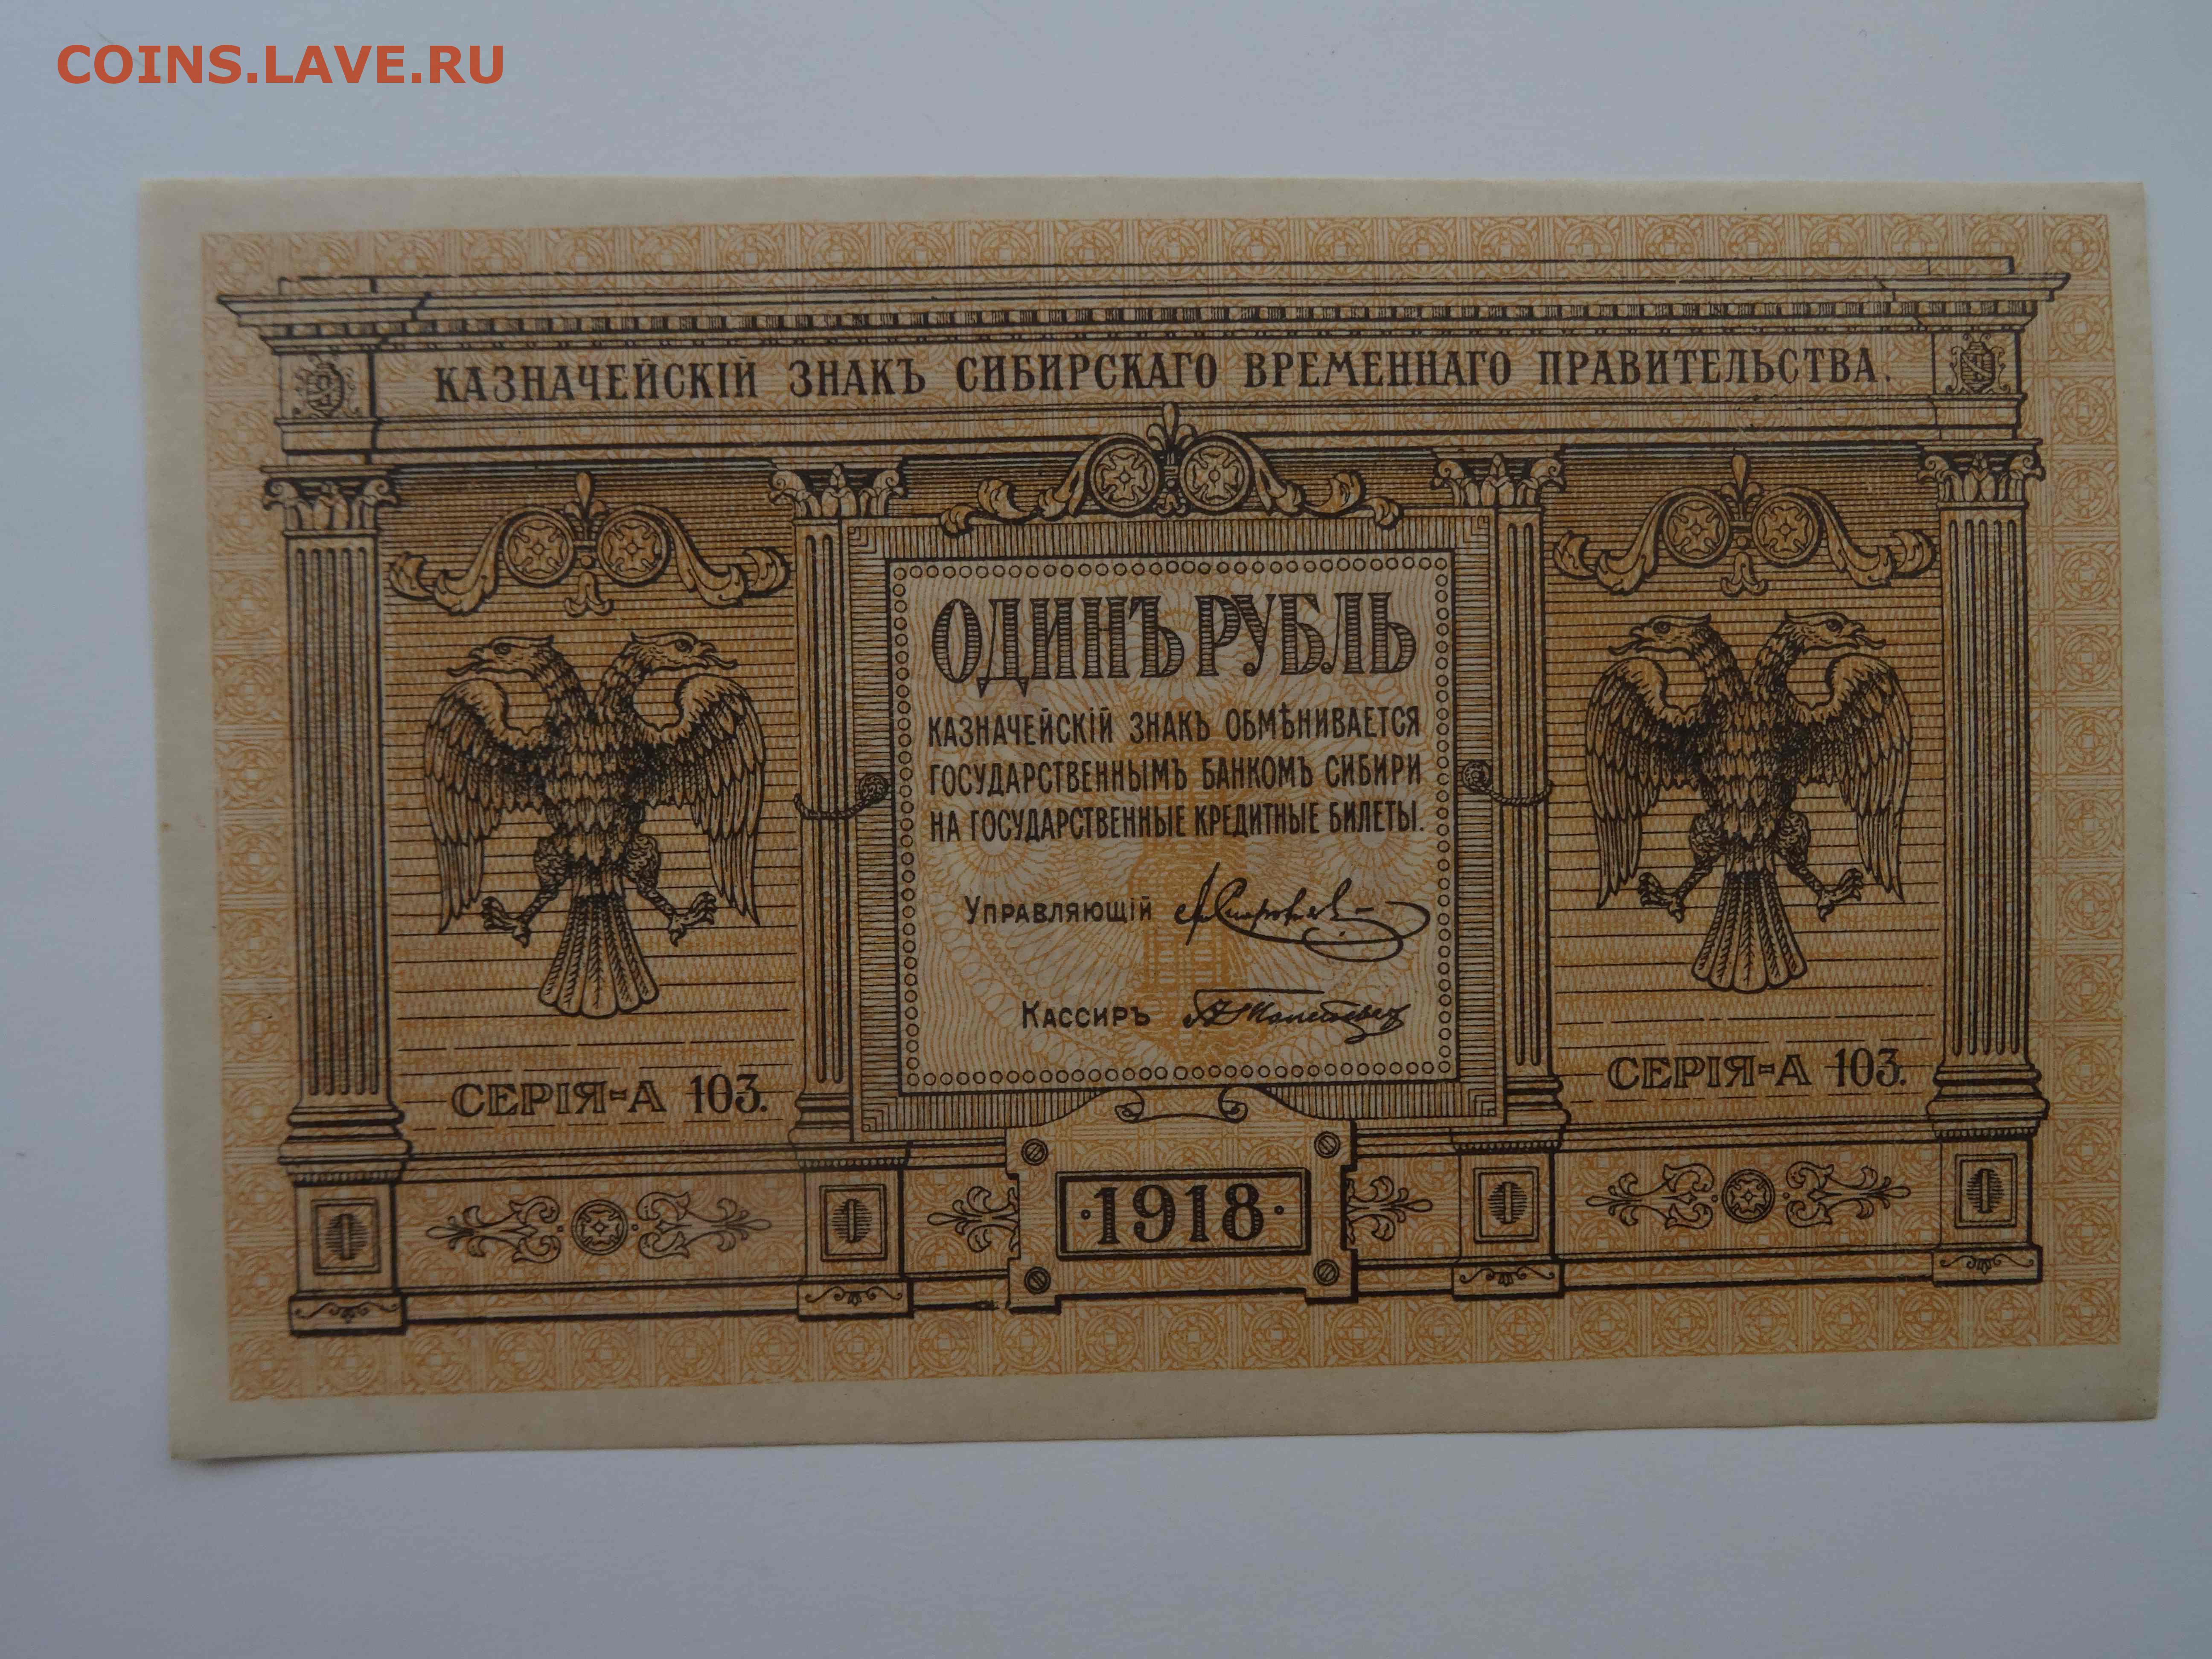 COINS.LAVE.RU
КАЗНАЧЕЙСКІЙ ЗНАКЪ СИБИРСКАГО ВРЕМЕННАГО ПРАВИТЕЛЬСТВА.
ОДИНЪ РУБЛЬ
КАЗНАЧЕЙСКІЙ ЗНАКЪ ОБМѢНИВАЕТСЯ
ГОСУДАРСТВЕННЫМЪ БАНКОМЪ СИБИРИ
НА ГОСУДАРСТВЕННЫЕ КРЕДИТНЫЕ БИЛЕТЫ.
УПРАВЛЯЮЩІЙ
КАССИРЪ
СЕРІЯ-А 103.
СЕРІЯ-А 103.
·1918·